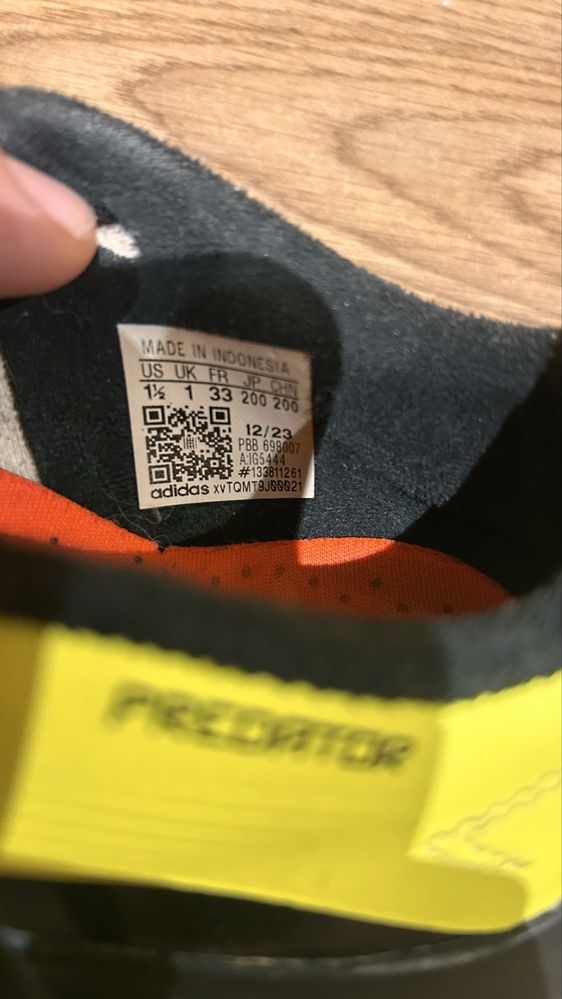 MADE IN INDONESIA
US UK FR JP CHN
1½ 1 33 200 200
12/23
PBB 698007
A:IG5444
#133811261
adidas xvTQMT9J00021
PREDATOR